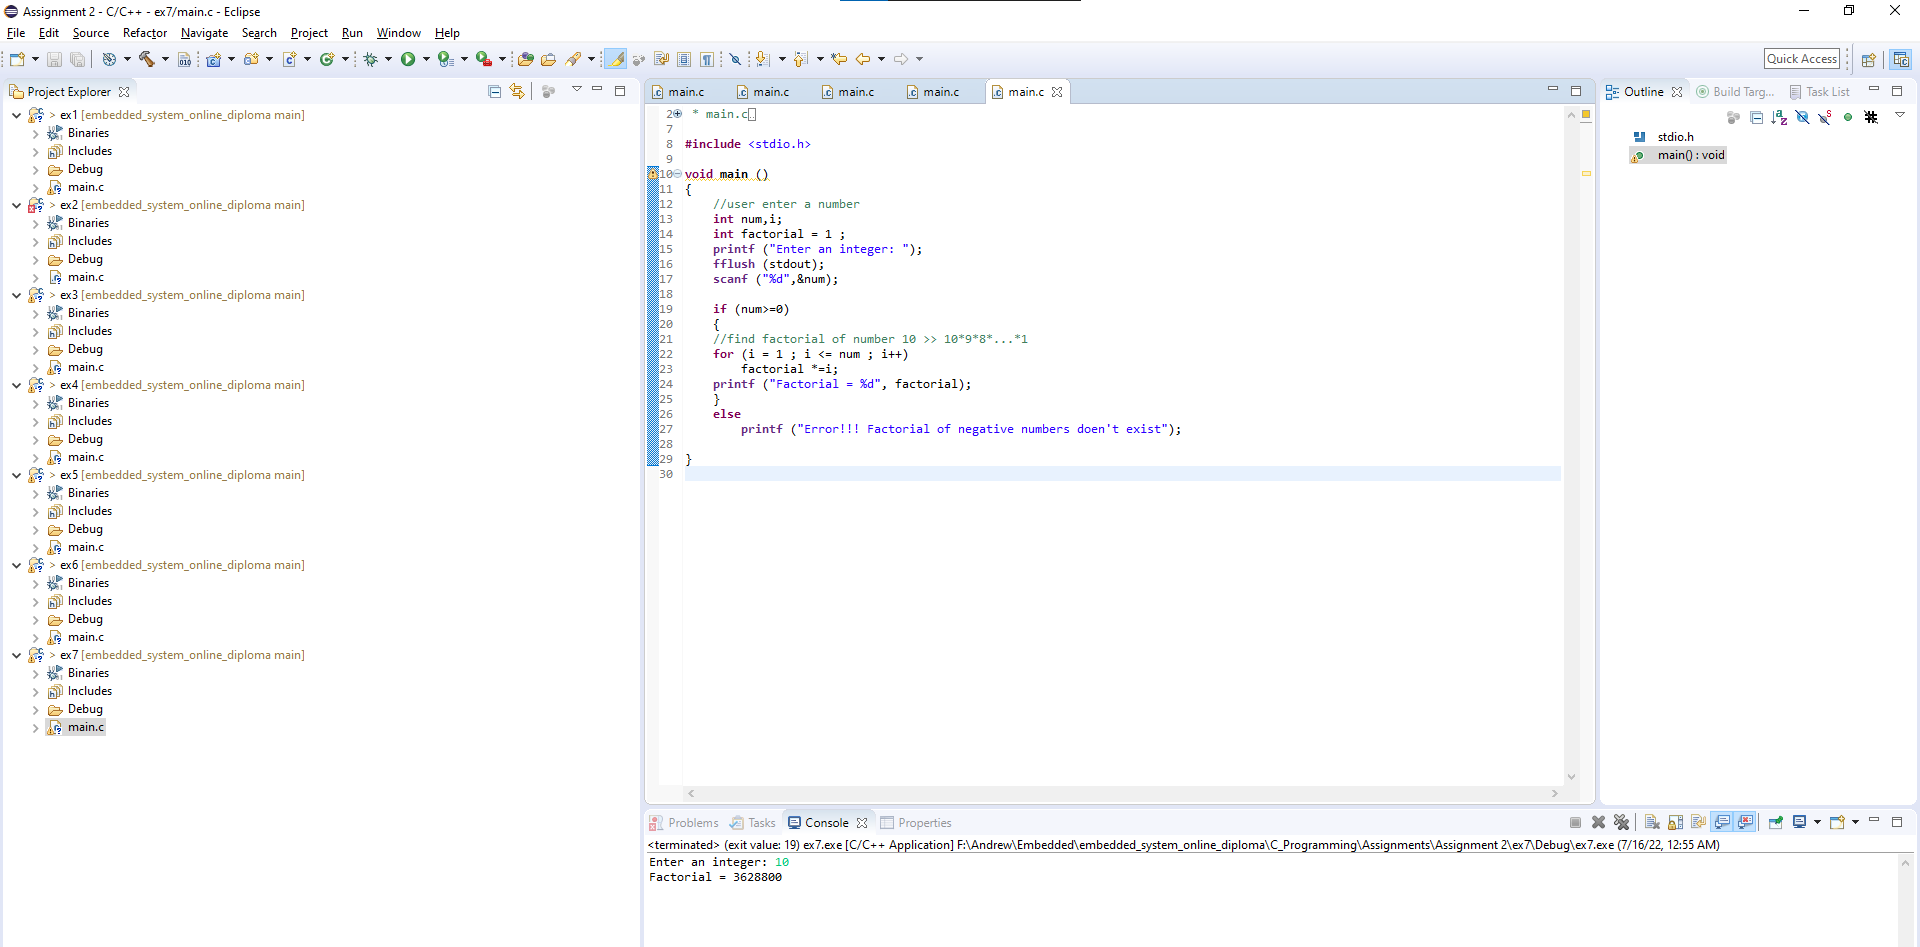 Assignment 2 - C/C++ - ex7/main.c - Eclipse
File Edit Source Refactor Navigate Search Project Run Window Help
Quick Access
Project Explorer
> ex1 [embedded_system_online_diploma main]
Binaries
Includes
Debug
main.c
> ex2 [embedded_system_online_diploma main]
Binaries
Includes
Debug
main.c
> ex3 [embedded_system_online_diploma main]
Binaries
Includes
Debug
main.c
> ex4 [embedded_system_online_diploma main]
Binaries
Includes
Debug
main.c
> ex5 [embedded_system_online_diploma main]
Binaries
Includes
Debug
main.c
> ex6 [embedded_system_online_diploma main]
Binaries
Includes
Debug
main.c
> ex7 [embedded_system_online_diploma main]
Binaries
Includes
Debug
main.c
main.c main.c main.c main.c main.c
2 * main.c
7
8 #include <stdio.h>
9
10 void main ()
11 {
12 //user enter a number
13 int num,i;
14 int factorial = 1 ;
15 printf ("Enter an integer: ");
16 fflush (stdout);
17 scanf ("%d",&num);
18
19 if (num>=0)
20 {
21 //find factorial of number 10 >> 10*9*8*...*1
22 for (i = 1 ; i <= num ; i++)
23 factorial *=i;
24 printf ("Factorial = %d", factorial);
25 }
26 else
27 printf ("Error!!! Factorial of negative numbers doen't exist");
28
29 }
30
Outline Build Targ... Task List
stdio.h
main() : void
Problems Tasks Console Properties
<terminated> (exit value: 19) ex7.exe [C/C++ Application] F:\Andrew\Embedded\embedded_system_online_diploma\C_Programming\Assignments\Assignment 2\ex7\Debug\ex7.exe (7/16/22, 12:55 AM)
Enter an integer: 10
Factorial = 3628800